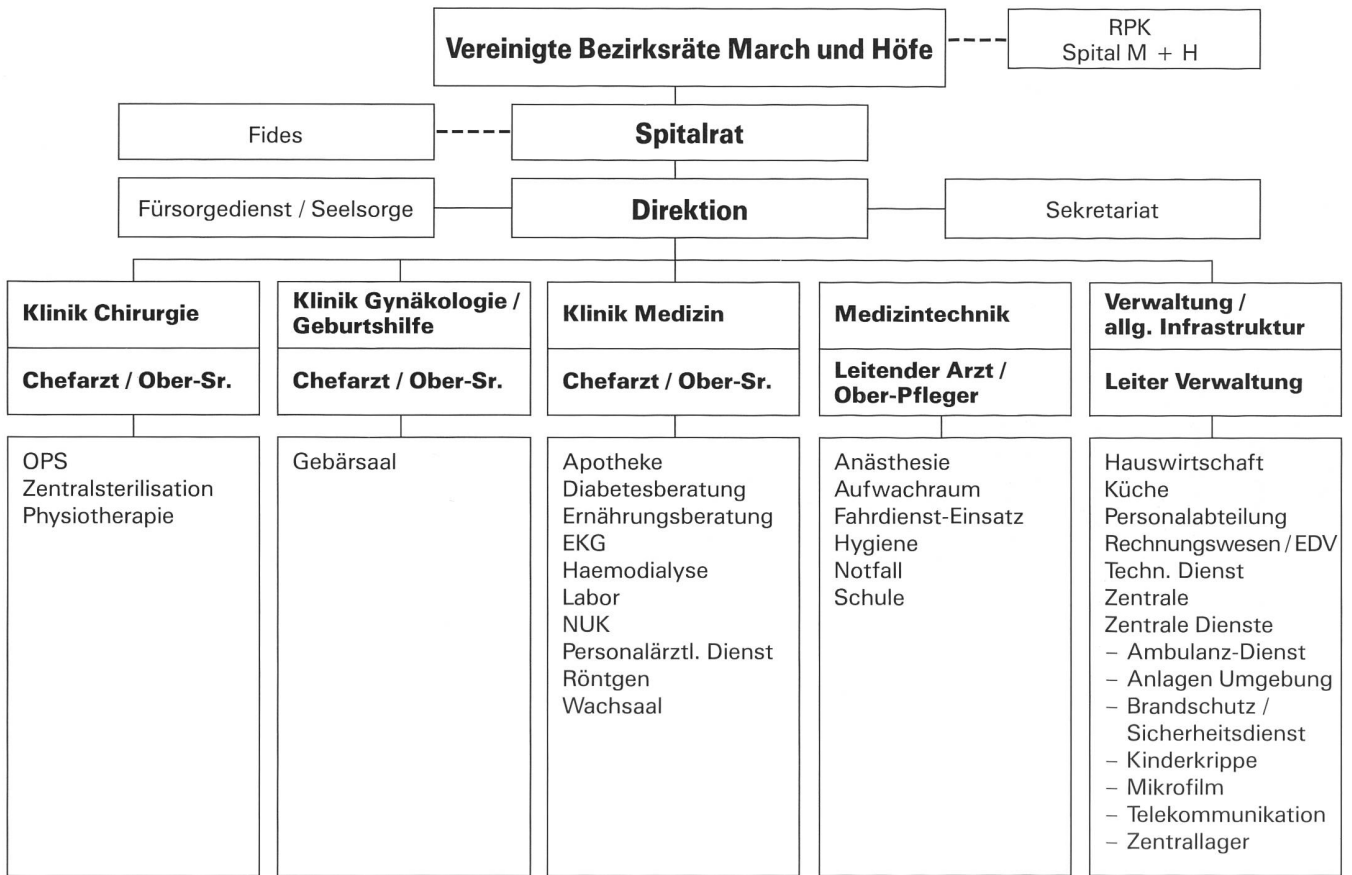 Vereinigte Bezirksräte March und Höfe
RPK
Spital M + H
Fides
Spitalrat
Fürsorgedienst / Seelsorge
Direktion
Sekretariat
Klinik Chirurgie
Chefarzt / Ober-Sr.
OPS
Zentralsterilisation
Physiotherapie
Klinik Gynäkologie /
Geburtshilfe
Chefarzt / Ober-Sr.
Gebärsaal
Klinik Medizin
Chefarzt / Ober-Sr.
Apotheke
Diabetesberatung
Ernährungsberatung
EKG
Haemodialyse
Labor
NUK
Personalärztl. Dienst
Röntgen
Wachsaal
Medizintechnik
Leitender Arzt /
Ober-Pfleger
Anästhesie
Aufwachraum
Fahrdienst-Einsatz
Hygiene
Notfall
Schule
Verwaltung /
allg. Infrastruktur
Leiter Verwaltung
Hauswirtschaft
Küche
Personalabteilung
Rechnungswesen / EDV
Techn. Dienst
Zentrale
Zentrale Dienste
– Ambulanz-Dienst
– Anlagen Umgebung
– Brandschutz /
Sicherheitsdienst
– Kinderkrippe
– Mikrofilm
– Telekommunikation
– Zentrallager